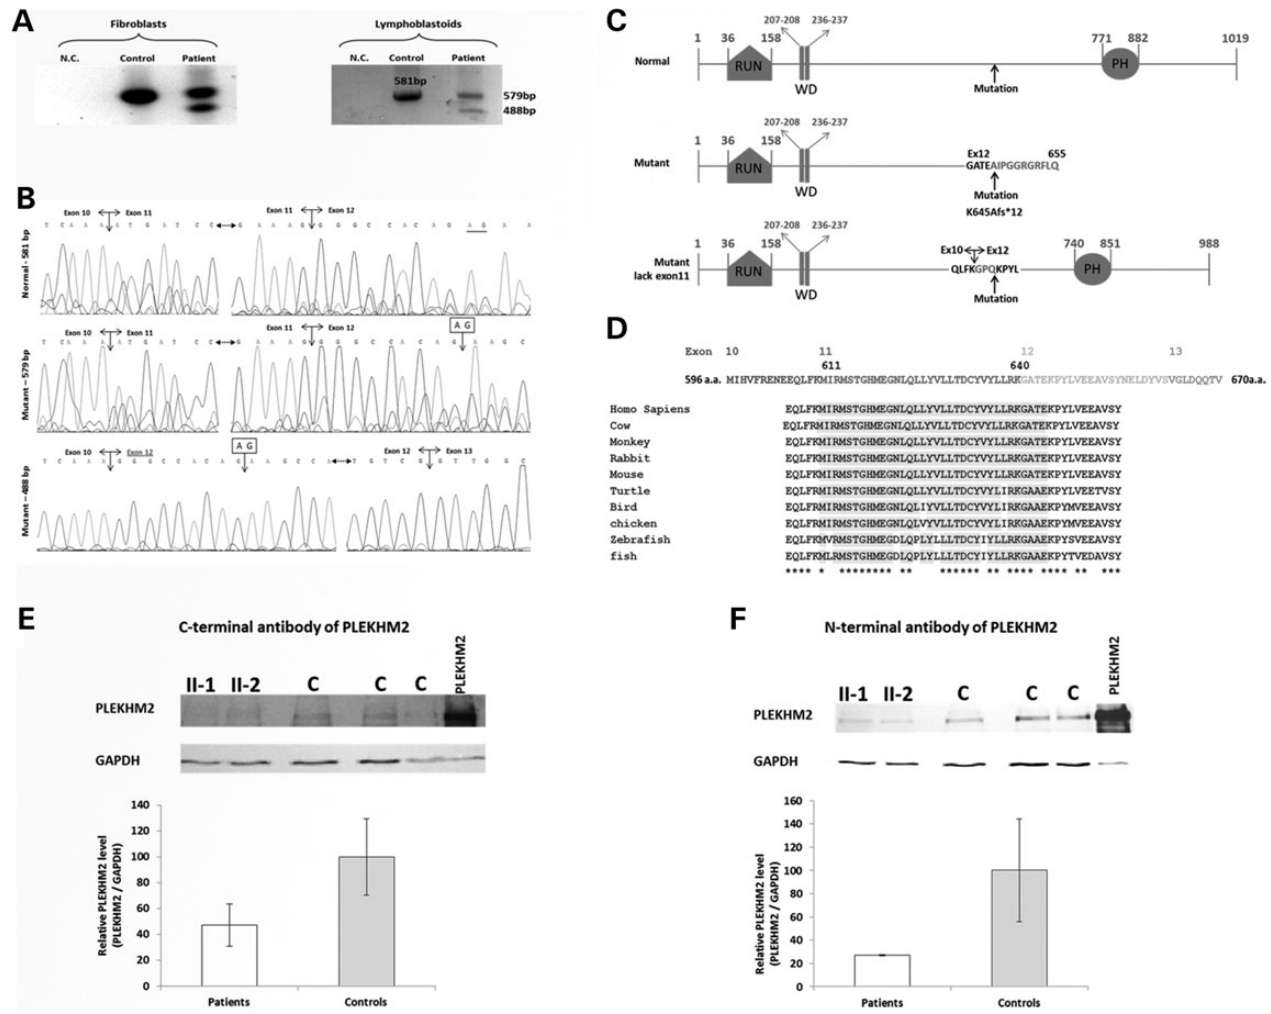 A
Fibroblasts
N.C. Control Patient
Lymphoblastoids
N.C. Control Patient
581bp
579bp
488bp
B
Exon 10 Exon 11 Exon 11 Exon 12
T C A A A A T G A T C C G A A A G G G G C C A C A G A G A A
Normal - 581 bp
A G
Exon 10 Exon 11 Exon 11 Exon 12
T C A A A A T G A T C C G A A A G G G G C C A C A G A A G C
Mutant – 579 bp
A G
Exon 10 Exon 12 Exon 12 Exon 13
T C A A A G G G C C A C A G A A G C C A T G T C G G T T G G C
Mutant – 488 bp
C
207-208 236-237
1 36 158 771 882 1019
Normal RUN PH
WD Mutation
207-208 236-237
1 36 158 Ex12 655
Mutant RUN GATEAIPGGRGRFLQ
WD Mutation
K645Afs*12
207-208 236-237
1 36 158 Ex10 Ex12 740 851 988
Mutant
lack exon11 RUN QLFKGPQKPYL PH
WD Mutation
D
Exon 10 11 12 13
611 640
596 a.a. MIHVFRENEEQLFKMIRMSTGHMEGNLQLLYVLLTDCYVYLLRKGATEKPYLVEEAVSYNELDYVSVGLDQQTV 670a.a.
Homo Sapiens EQLFKMIRMSTGHMEGNLQLLYVLLTDCYVYLLRKGATEKPYLVEEAVSY
Cow EQLFRMIRMSTGHMEGNLQLLYVLLTDCYVYLLRKGATEKPYLVEEAVSY
Monkey EQLFKMIRMSTGHMEGNLQLLYVLLTDCYVYLLRKGATEKPYLVEEAVSY
Rabbit EQLFKMIRMSTGHMEGNLQLLYVLLTDCYVYLLRKGATEKPYLVEEAVSY
Mouse EQLFKMIRMSTGHMEGNLQLLYVLLTDCYVYLLRKGATEKPYLVEEAVSY
Turtle EQLFKMIRMSTGHMEGNLQLLYVLLTDCYVYLIRKGAAEKPYLVEETVSY
Bird EQLFKMIRMSTGHMEGNLQLIYVLLTDCYVYLIRKGAAEKPYMVEEAVSY
chicken EQLFRMIRMSTGHMEGNLQLVYVLLTDCYVYLIRKGAAEKPYMVEEAVSY
Zebrafish EQLFKMVRMSTGHMEGDLQPLYLLLTDCYVYLLRKGAAEKPYSVEEAVSY
fish EQLFKMLRMSTGHMEGNLQPLYLLLTDCYIYLLRKGAAEKPYTVEDAVSY
**** * ********* ** ******* ** **** ***** ** ***
E
C-terminal antibody of PLEKHM2
II-1 II-2 C C C PLEKHM2
PLEKHM2
GAPDH
Relative PLEKHM2 level
(PLEKHM2 / GAPDH)
140
120
100
80
60
40
20
0
Patients Controls
F
N-terminal antibody of PLEKHM2
II-1 II-2 C C C PLEKHM2
PLEKHM2
GAPDH
Relative PLEKHM2 level
(PLEKHM2 / GAPDH)
160
140
120
100
80
60
40
20
0
Patients Controls